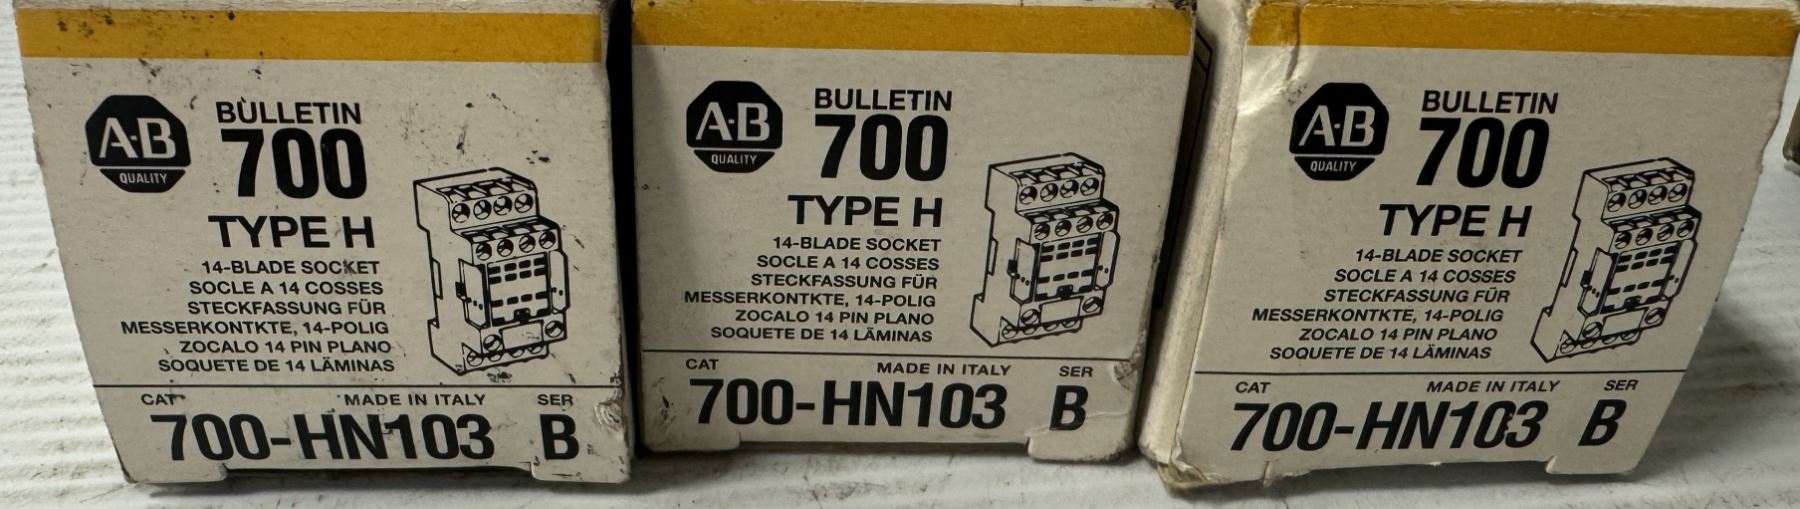 A-B
QUALITY
BULLETIN
700
TYPE H
14-BLADE SOCKET
SOCLE A 14 COSSES
STECKFASSUNG FÜR
MESSERKONTKTE, 14-POLIG
ZOCALO 14 PIN PLANO
SOQUETE DE 14 LÄMINAS
CAT MADE IN ITALY SER
700-HN103 B
A-B
QUALITY
BULLETIN
700
TYPE H
14-BLADE SOCKET
SOCLE A 14 COSSES
STECKFASSUNG FÜR
MESSERKONTKTE, 14-POLIG
ZOCALO 14 PIN PLANO
SOQUETE DE 14 LÄMINAS
CAT MADE IN ITALY SER
700-HN103 B
A-B
QUALITY
BULLETIN
700
TYPE H
14-BLADE SOCKET
SOCLE A 14 COSSES
STECKFASSUNG FÜR
MESSERKONTKTE, 14-POLIG
ZOCALO 14 PIN PLANO
SOQUETE DE 14 LÄMINAS
CAT MADE IN ITALY SER
700-HN103 B